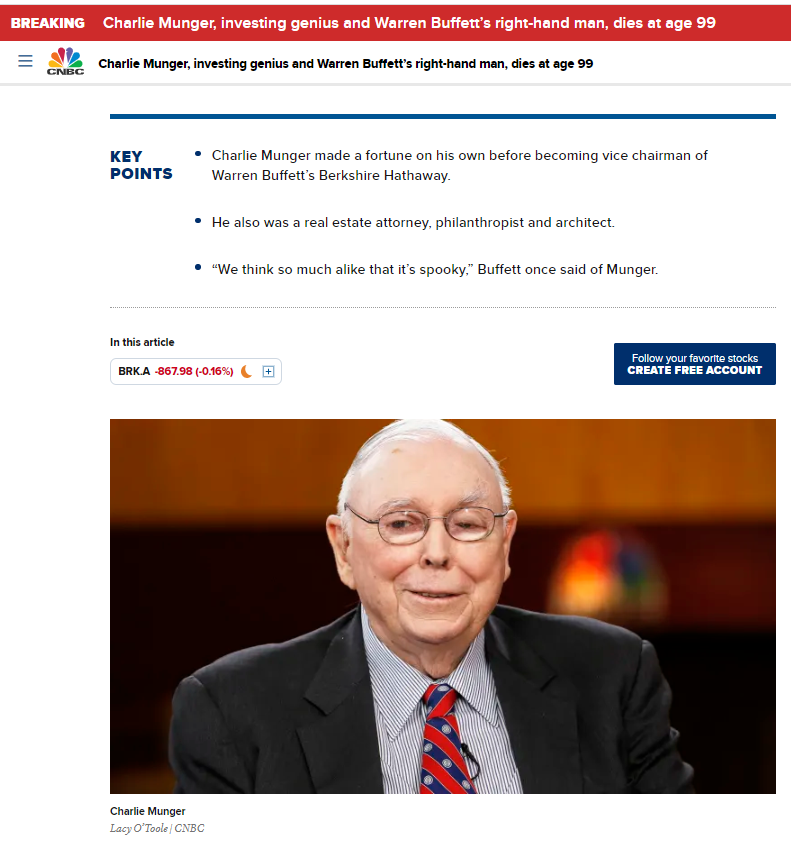 BREAKING Charlie Munger, investing genius and Warren Buffett’s right-hand man, dies at age 99
CNBC Charlie Munger, investing genius and Warren Buffett’s right-hand man, dies at age 99
KEY
POINTS
• Charlie Munger made a fortune on his own before becoming vice chairman of
Warren Buffett’s Berkshire Hathaway.
• He also was a real estate attorney, philanthropist and architect.
• “We think so much alike that it’s spooky,” Buffett once said of Munger.
In this article
BRK.A -867.98 (-0.16%)
Follow your favorite stocks
CREATE FREE ACCOUNT
Charlie Munger
Lacy O’Toole | CNBC